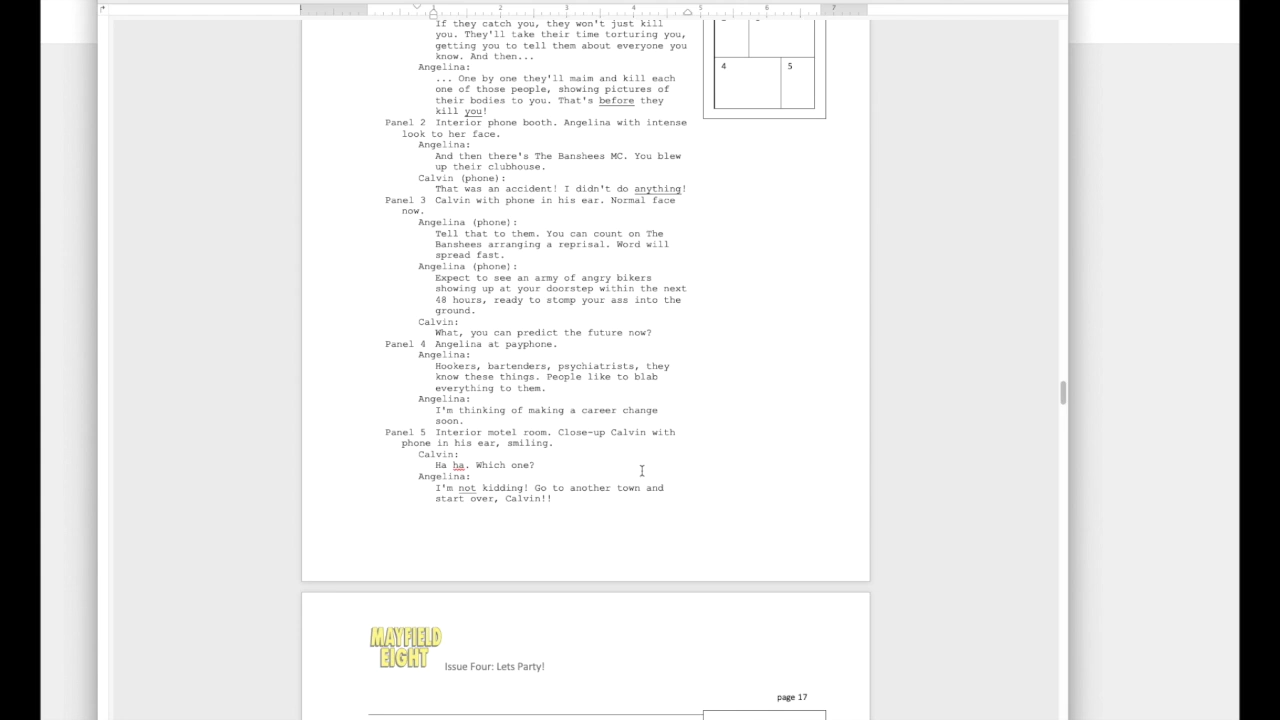 1 1 2 3 4 5 6 7
If they catch you, they won't just kill
you. They'll take their time torturing you,
getting you to tell them about everyone you
know. And then...
Angelina:
... One by one they'll maim and kill each
one of those people, showing pictures of
their bodies to you. That's before they
kill you!
Panel 2 Interior phone booth. Angelina with intense
look to her face.
Angelina:
And then there's The Banshees MC. You blew
up their clubhouse.
Calvin (phone):
That was an accident! I didn't do anything!
Panel 3 Calvin with phone in his ear. Normal face
now.
Angelina (phone):
Tell that to them. You can count on The
Banshees arranging a reprisal. Word will
spread fast.
Angelina (phone):
Expect to see an army of angry bikers
showing up at your doorstep within the next
48 hours, ready to stomp your ass into the
ground.
Calvin:
What, you can predict the future now?
Panel 4 Angelina at payphone.
Angelina:
Hookers, bartenders, psychiatrists, they
know these things. People like to blab
everything to them.
Angelina:
I'm thinking of making a career change
soon.
Panel 5 Interior motel room. Close-up Calvin with
phone in his ear, smiling.
Calvin:
Ha ha. Which one?
Angelina:
I'm not kidding! Go to another town and
start over, Calvin!!
4 5
MAYFIELD
EIGHT
Issue Four: Lets Party!
page 17